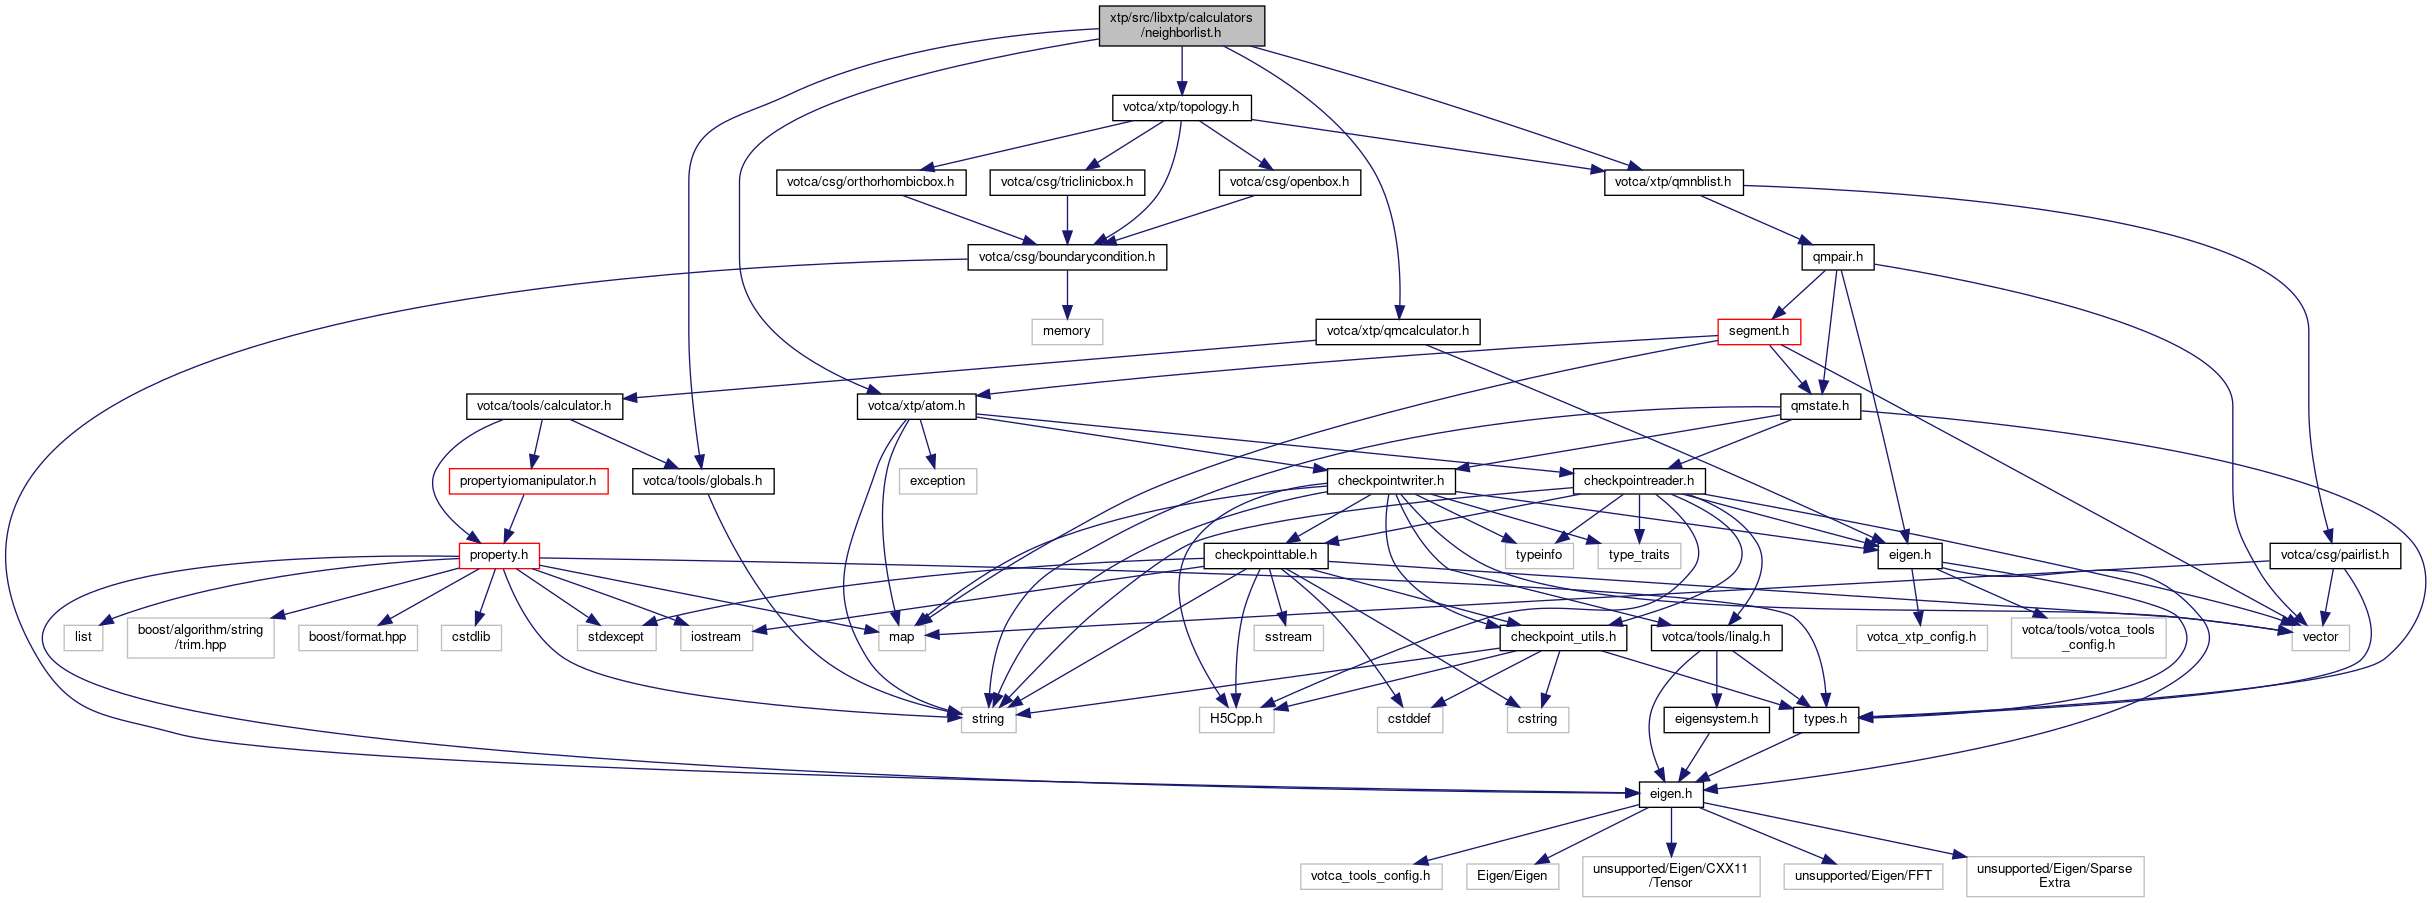 xtp/src/libxtp/calculators
/neighborlist.h
votca/xtp/topology.h
votca/csg/orthorhombicbox.h
votca/csg/triclinicbox.h
votca/csg/openbox.h
votca/xtp/qmnblist.h
votca/csg/boundarycondition.h
qmpair.h
memory
votca/xtp/qmcalculator.h
segment.h
votca/tools/calculator.h
votca/xtp/atom.h
qmstate.h
propertyiomanipulator.h
votca/tools/globals.h
exception
checkpointwriter.h
checkpointreader.h
property.h
checkpointtable.h
typeinfo
type_traits
eigen.h
votca/csg/pairlist.h
list
boost/algorithm/string
/trim.hpp
boost/format.hpp
cstdlib
stdexcept
iostream
map
sstream
checkpoint_utils.h
votca/tools/linalg.h
votca_xtp_config.h
votca/tools/votca_tools
_config.h
vector
string
H5Cpp.h
cstddef
cstring
eigensystem.h
types.h
eigen.h
votca_tools_config.h
Eigen/Eigen
unsupported/Eigen/CXX11
/Tensor
unsupported/Eigen/FFT
unsupported/Eigen/Sparse
Extra